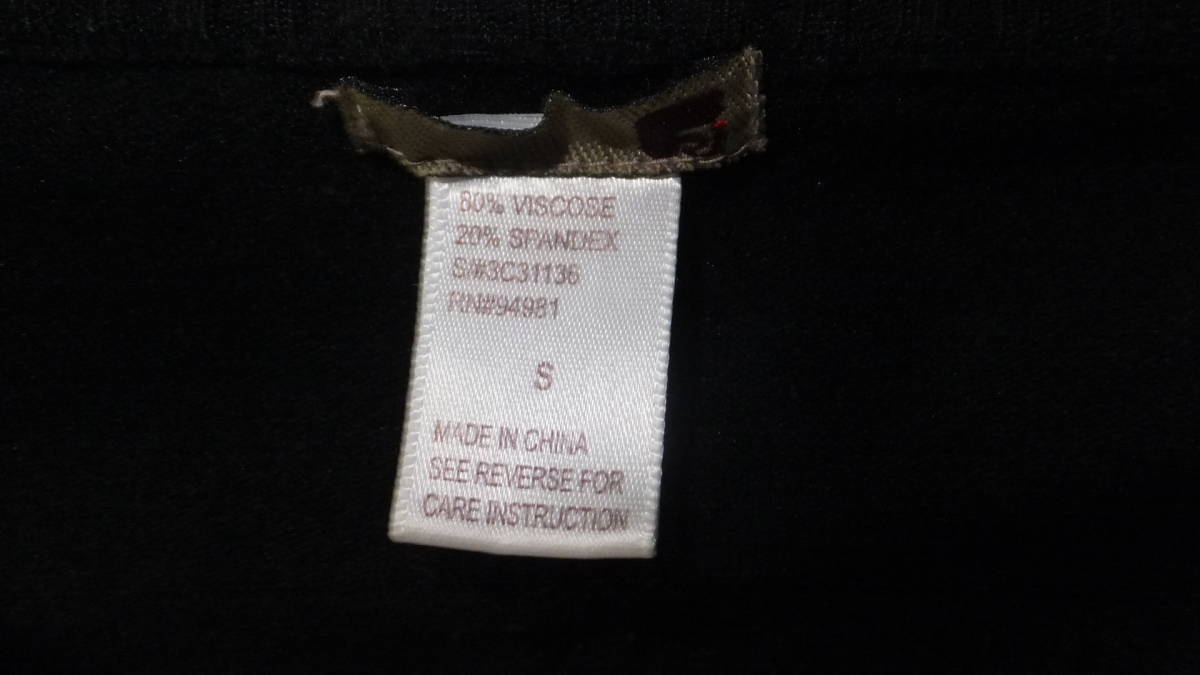 80% VISCOSE
20% SPANDEX
S/#3C31136
RN#94981
S
MADE IN CHINA
SEE REVERSE FOR
CARE INSTRUCTION